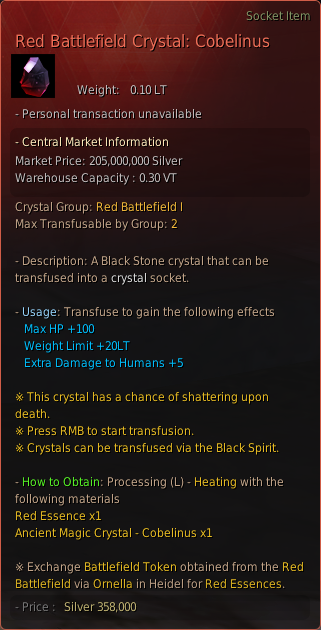 Socket Item
Red Battlefield Crystal: Cobelinus
Weight: 0.10 LT
- Personal transaction unavailable
- Central Market Information
Market Price: 205,000,000 Silver
Warehouse Capacity : 0.30 VT
Crystal Group: Red Battlefield I
Max Transfusable by Group: 2
- Description: A Black Stone crystal that can be
transfused into a crystal socket.
- Usage: Transfuse to gain the following effects
Max HP +100
Weight Limit +20LT
Extra Damage to Humans +5
※ This crystal has a chance of shattering upon
death.
※ Press RMB to start transfusion.
※ Crystals can be transfused via the Black Spirit.
- How to Obtain: Processing (L) - Heating with the
following materials
Red Essence x1
Ancient Magic Crystal - Cobelinus x1
※ Exchange Battlefield Token obtained from the Red
Battlefield via Ornella in Heidel for Red Essences.
- Price : Silver 358,000